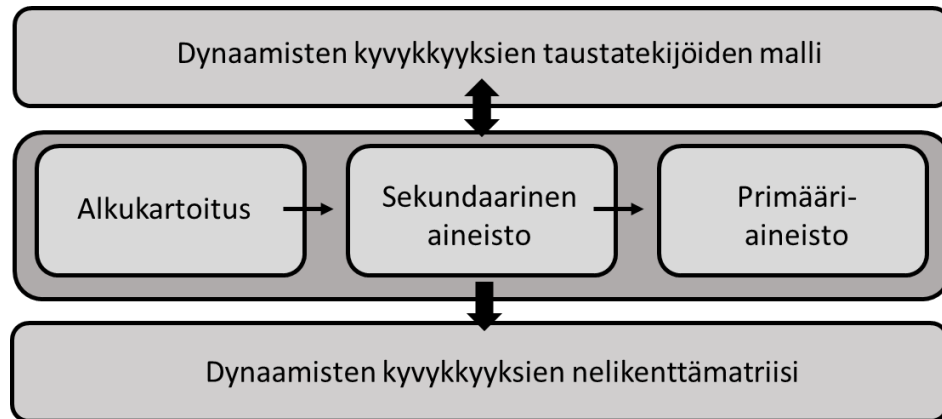 Dynaamisten kyvykkyyksien taustatekijöiden malli
Alkukartoitus
Sekundaarinen
aineisto
Primääri-
aineisto
Dynaamisten kyvykkyyksien nelikenttämatriisi